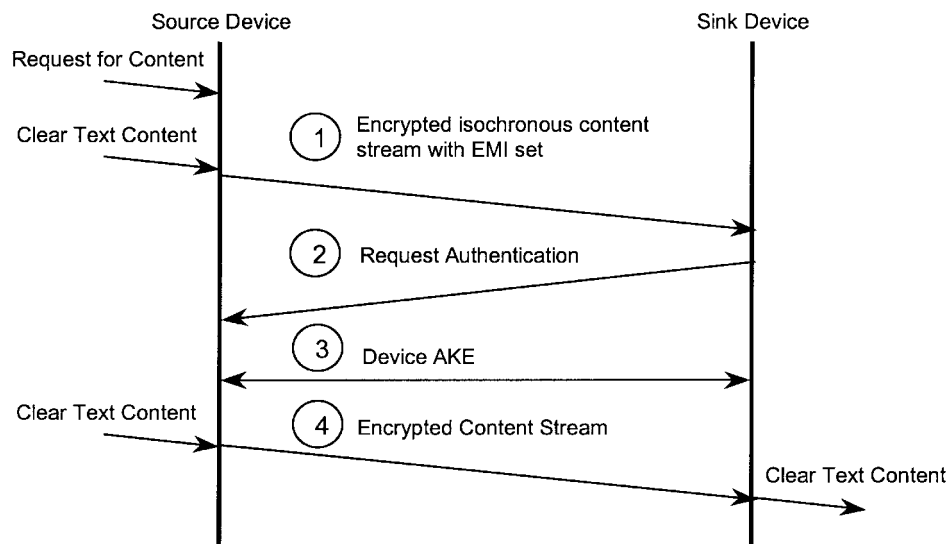 Source Device
Sink Device
Request for Content
Clear Text Content
1
Encrypted isochronous content
stream with EMI set
2
Request Authentication
3
Device AKE
Clear Text Content
4
Encrypted Content Stream
Clear Text Content